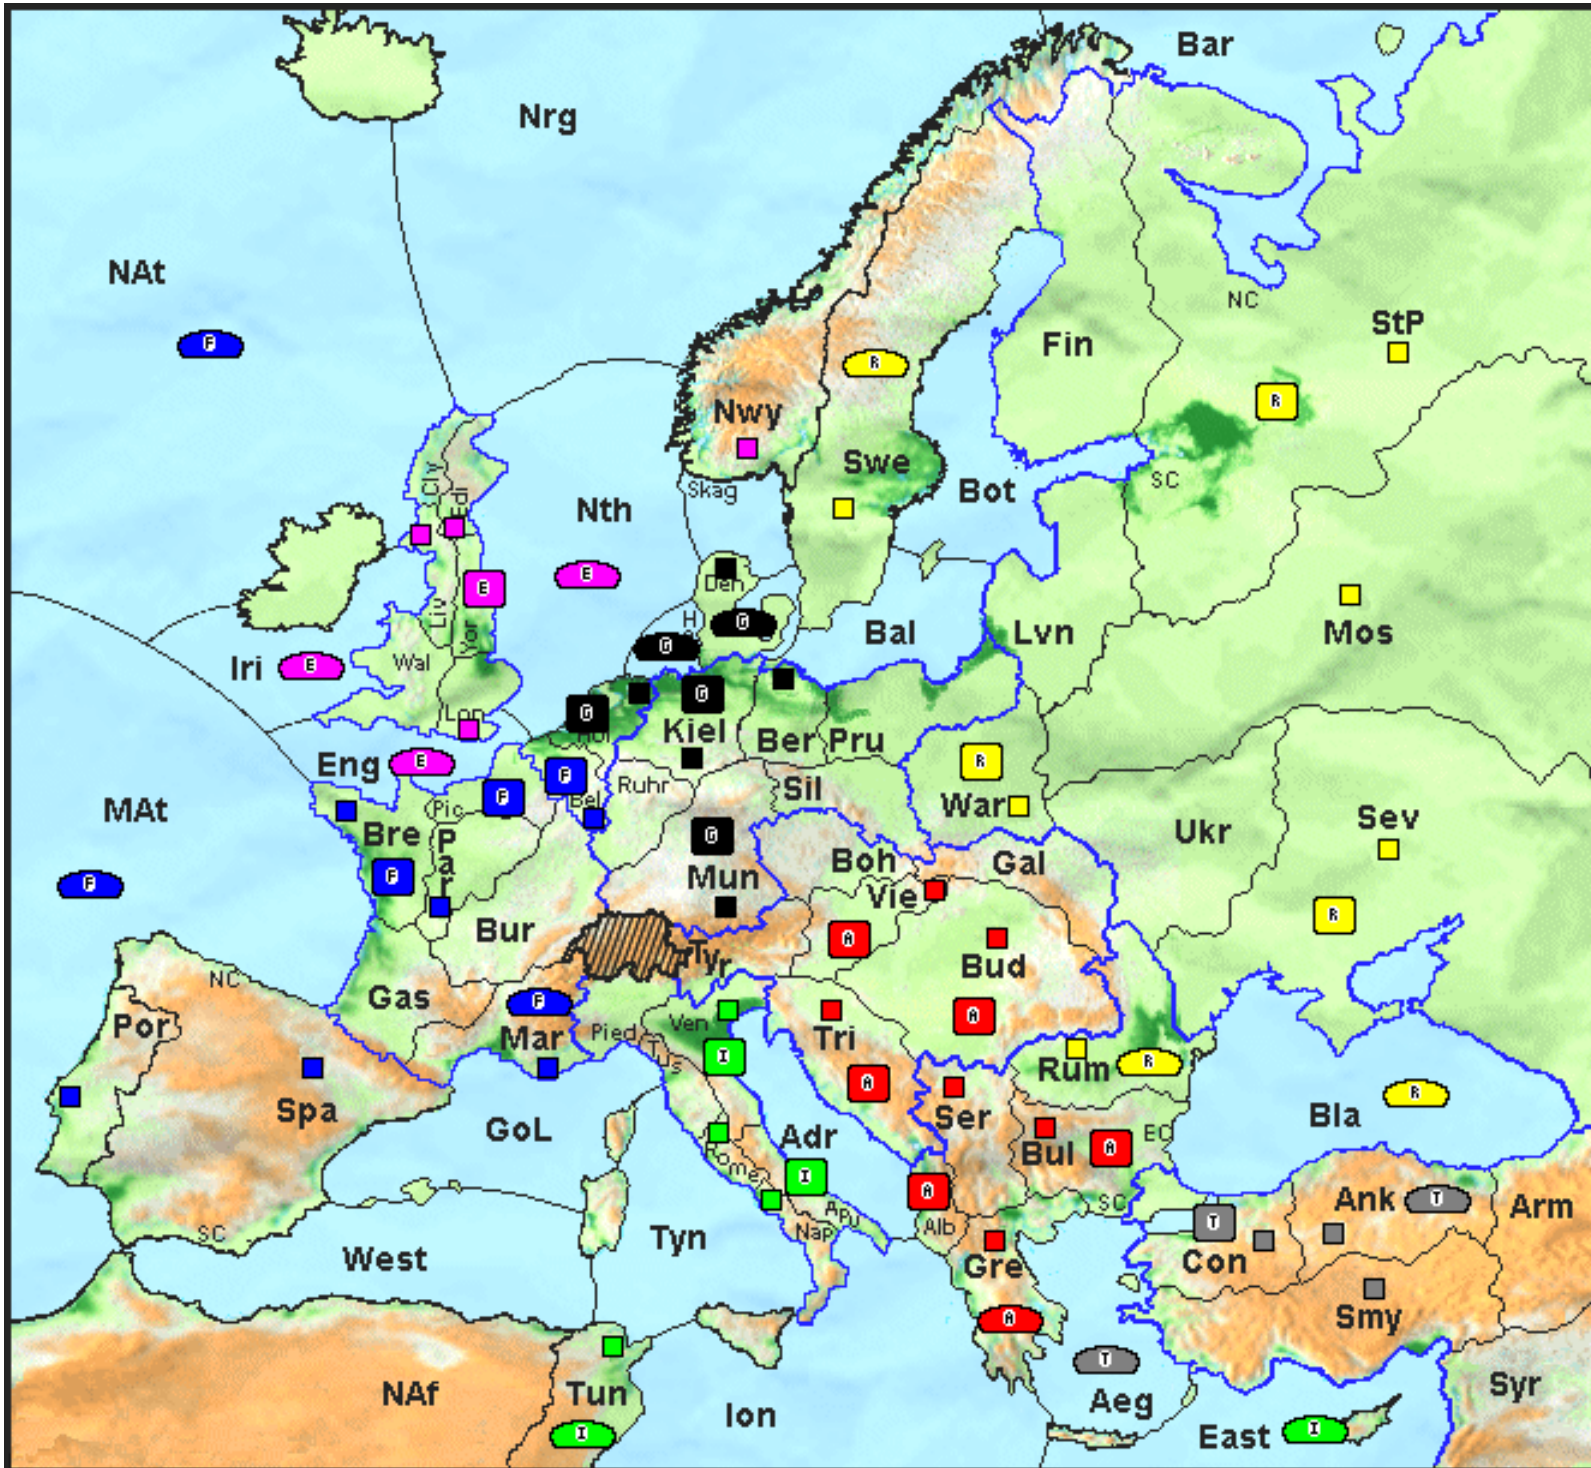 Bar
Nrg
NAt
NC
StP
F
Fin
R
R
Nwy
Cly
Edi
Swe
Skag
SC
Bot
Nth
E
E
Den
Liv
Yor
H
G
Bal
Lvn
Mos
Iri
E
Wal
G
G
G
Lon
Hol
Kiel
Ber
Pru
Eng
E
R
F
F
Ruhr
Sil
War
MAt
Pic
Bel
Bre
Par
G
Boh
Gal
Ukr
Sev
F
F
Mun
Vie
R
Bur
A
Bud
Tyr
NC
Gas
F
A
Por
Mar
Pied
Ven
Tri
Tus
I
Rum
R
A
R
Spa
Ser
Bla
GoL
Adr
Bul
A
EC
Rome
I
A
Ank
T
Arm
SC
Apu
SC
T
Tyn
Nap
Alb
West
Gre
Con
Smy
A
T
NAf
Tun
Ion
Aeg
Syr
I
East
I